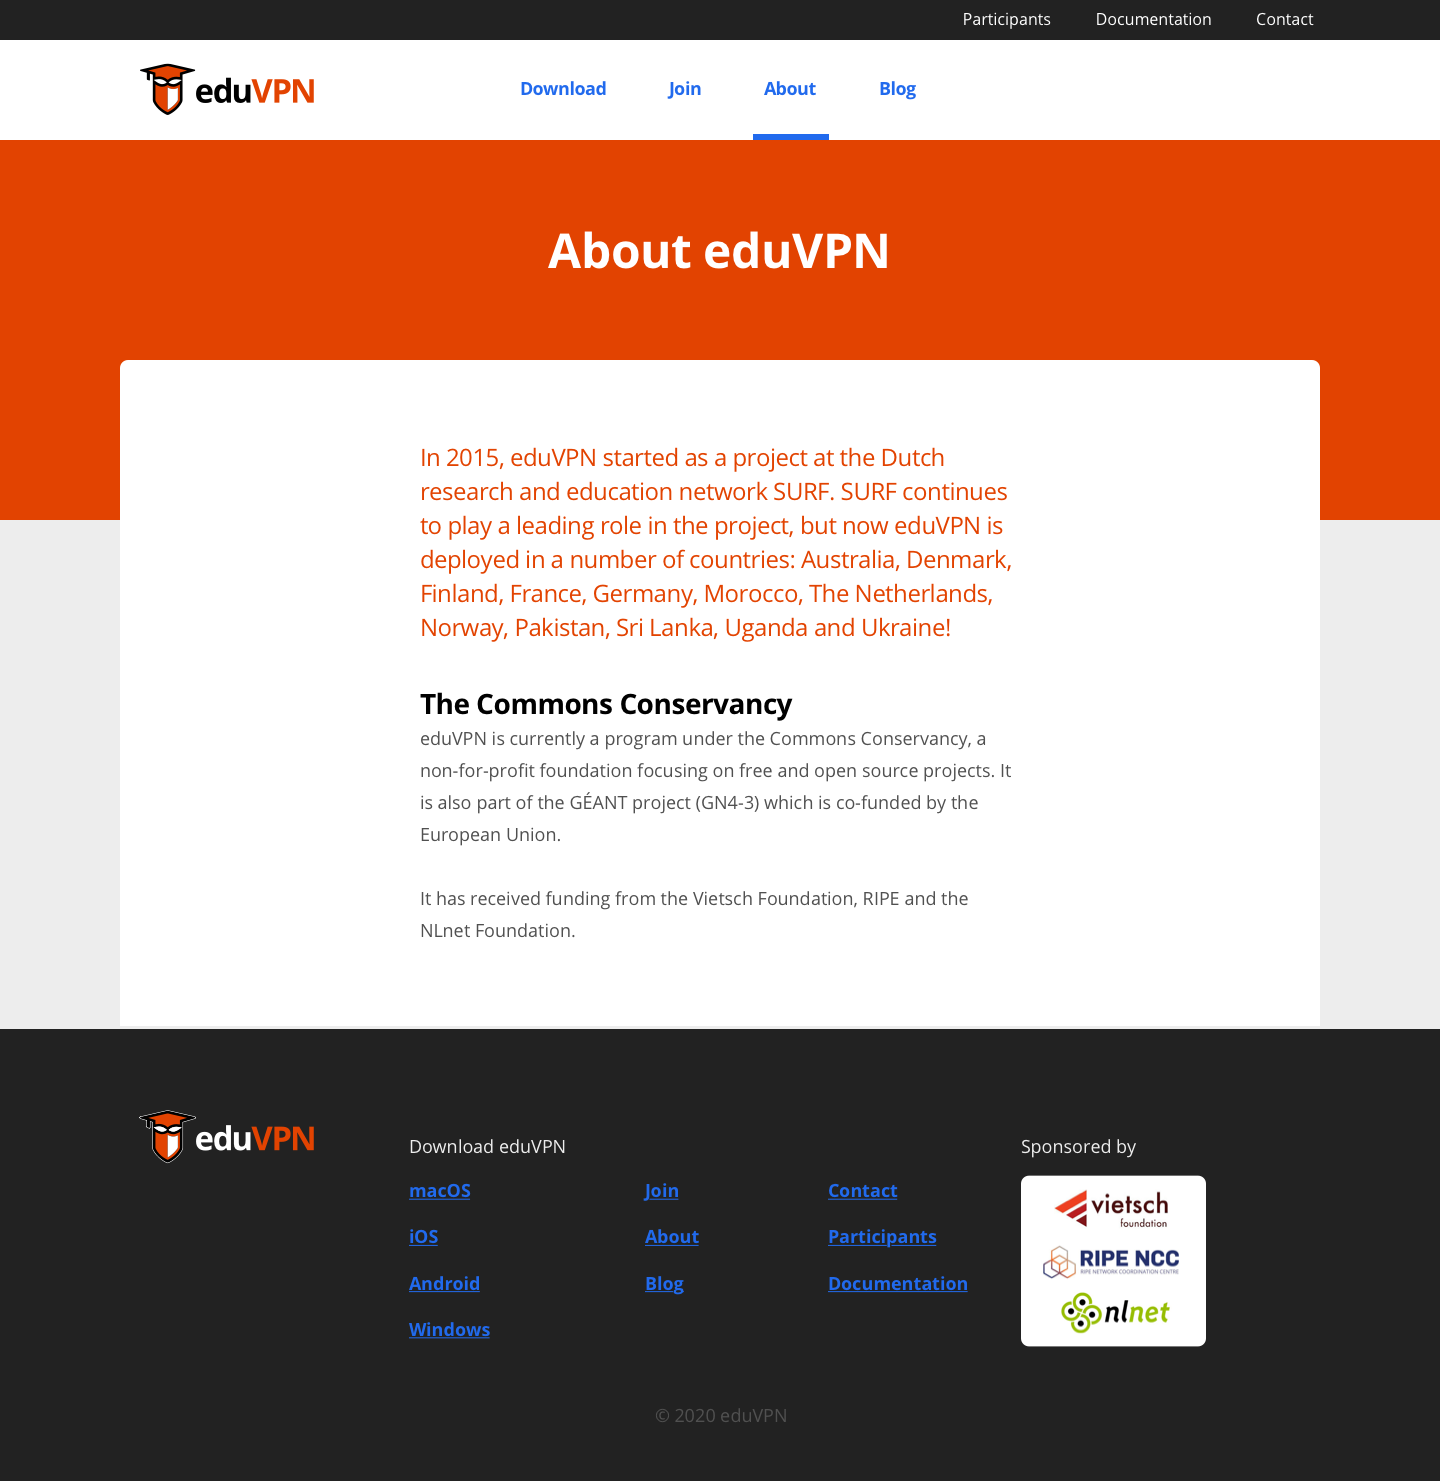 Participants Documentation Contact
eduVPN Download Join About Blog
About eduVPN
In 2015, eduVPN started as a project at the Dutch
research and education network SURF. SURF continues
to play a leading role in the project, but now eduVPN is
deployed in a number of countries: Australia, Denmark,
Finland, France, Germany, Morocco, The Netherlands,
Norway, Pakistan, Sri Lanka, Uganda and Ukraine!
The Commons Conservancy
eduVPN is currently a program under the Commons Conservancy, a
non-for-profit foundation focusing on free and open source projects. It
is also part of the GÉANT project (GN4-3) which is co-funded by the
European Union.
It has received funding from the Vietsch Foundation, RIPE and the
NLnet Foundation.
eduVPN
Download eduVPN
macOS
iOS
Android
Windows
Join
About
Blog
Contact
Participants
Documentation
Sponsored by
vietsch
foundation
RIPE NCC
RIPE NETWORK COORDINATION CENTRE
nlnet
© 2020 eduVPN